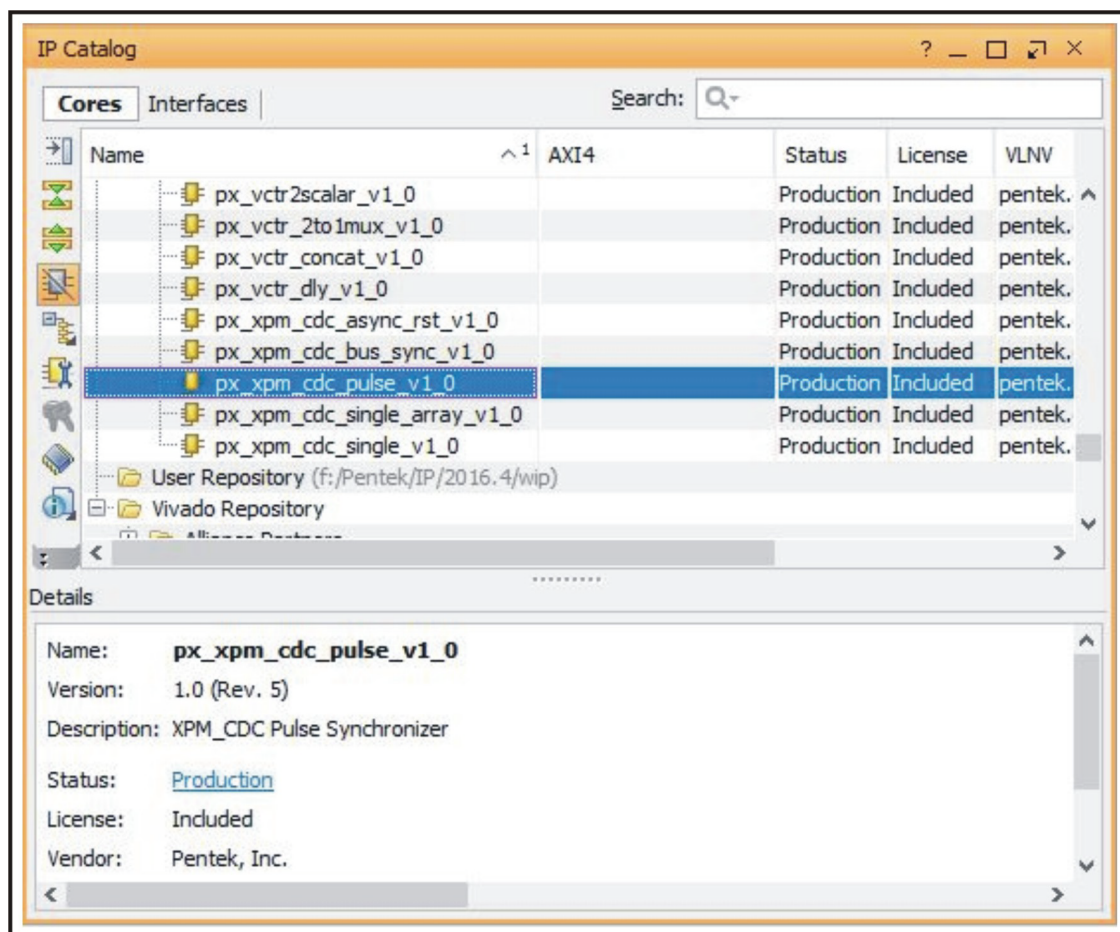 IP Catalog ?
Cores Interfaces Search:
Name 1 AXI4 Status License VLNV
px_vctr2scalar_v1_0 Production Included pentek.
px_vctr_2to1mux_v1_0 Production Included pentek.
px_vctr_concat_v1_0 Production Included pentek.
px_vctr_dly_v1_0 Production Included pentek.
px_xpm_cdc_async_rst_v1_0 Production Included pentek.
px_xpm_cdc_bus_sync_v1_0 Production Included pentek.
px_xpm_cdc_pulse_v1_0 Production Included pentek.
px_xpm_cdc_single_array_v1_0 Production Included pentek.
px_xpm_cdc_single_v1_0 Production Included pentek.
User Repository (f:/Pentek/IP/2016.4/wip)
Vivado Repository
Alliance Partners
Details
Name: px_xpm_cdc_pulse_v1_0
Version: 1.0 (Rev. 5)
Description: XPM_CDC Pulse Synchronizer
Status: Production
License: Included
Vendor: Pentek, Inc.